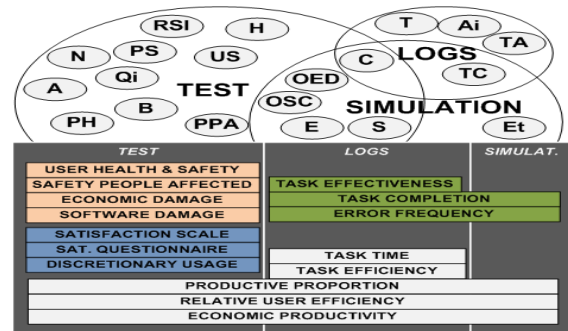 RSI
H
T
Ai
N
PS
US
C
LOGS
TA
Qi
TEST
OED
TC
A
B
OSC
SIMULATION
PH
PPA
E
S
Et
TEST
LOGS
SIMULAT.
USER HEALTH & SAFETY
SAFETY PEOPLE AFFECTED
TASK EFFECTIVENESS
ECONOMIC DAMAGE
TASK COMPLETION
SOFTWARE DAMAGE
ERROR FREQUENCY
SATISFACTION SCALE
SAT. QUESTIONNAIRE
TASK TIME
DISCRETIONARY USAGE
TASK EFFICIENCY
PRODUCTIVE PROPORTION
RELATIVE USER EFFICIENCY
ECONOMIC PRODUCTIVITY